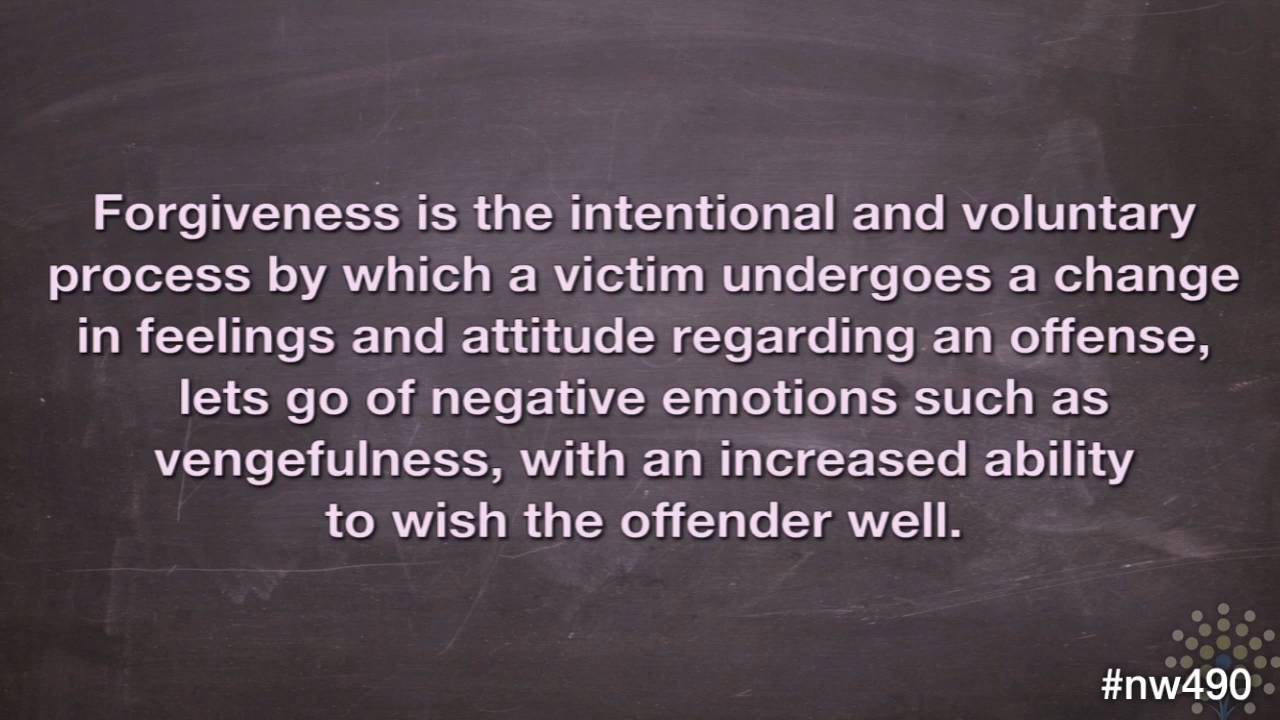 Forgiveness is the intentional and voluntary
process by which a victim undergoes a change
in feelings and attitude regarding an offense,
lets go of negative emotions such as
vengefulness, with an increased ability
to wish the offender well.
#nw490